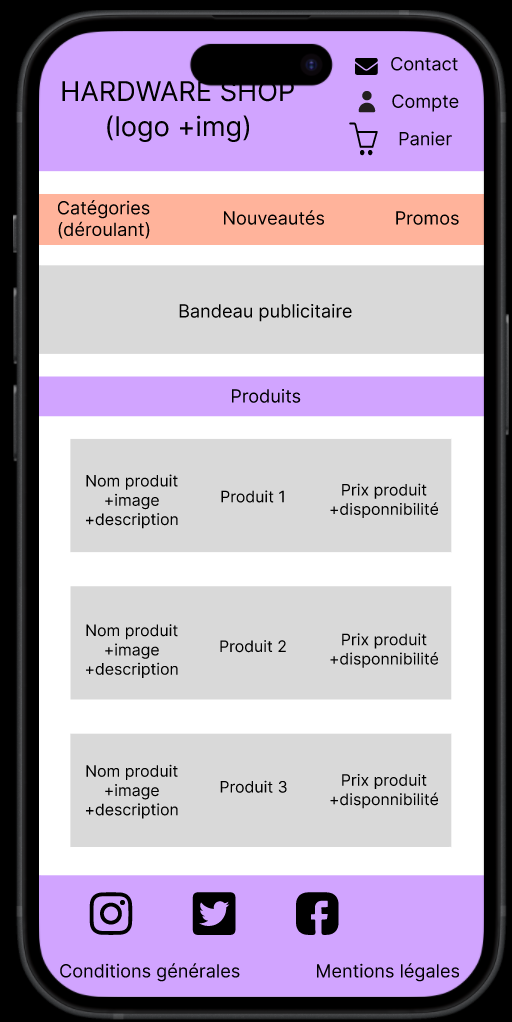 HARDWARE SHOP
(logo +img)
Contact
Compte
Panier
Catégories
(déroulant)
Nouveautés
Promos
Bandeau publicitaire
Produits
Nom produit
+image
+description
Produit 1
Prix produit
+disponnibilité
Nom produit
+image
+description
Produit 2
Prix produit
+disponnibilité
Nom produit
+image
+description
Produit 3
Prix produit
+disponnibilité
Conditions générales
Mentions légales